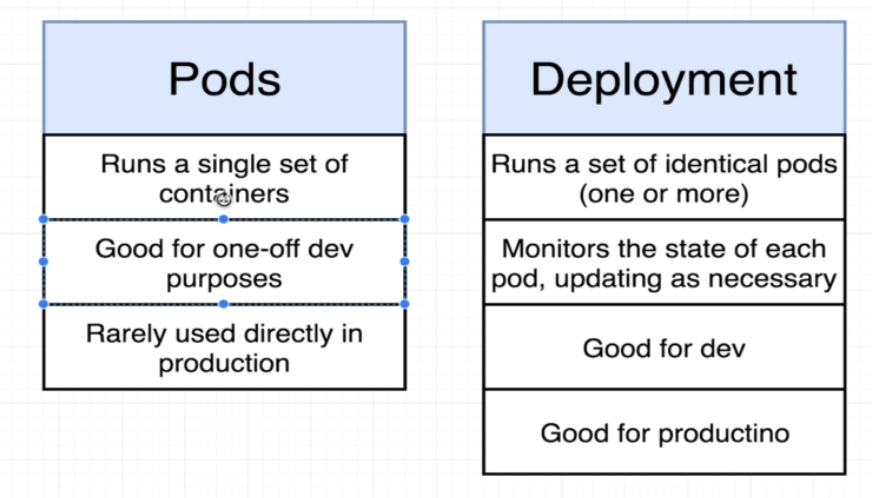 Pods
Runs a single set of
containers
Good for one-off dev
purposes
Rarely used directly in
production
Deployment
Runs a set of identical pods
(one or more)
Monitors the state of each
pod, updating as necessary
Good for dev
Good for productino